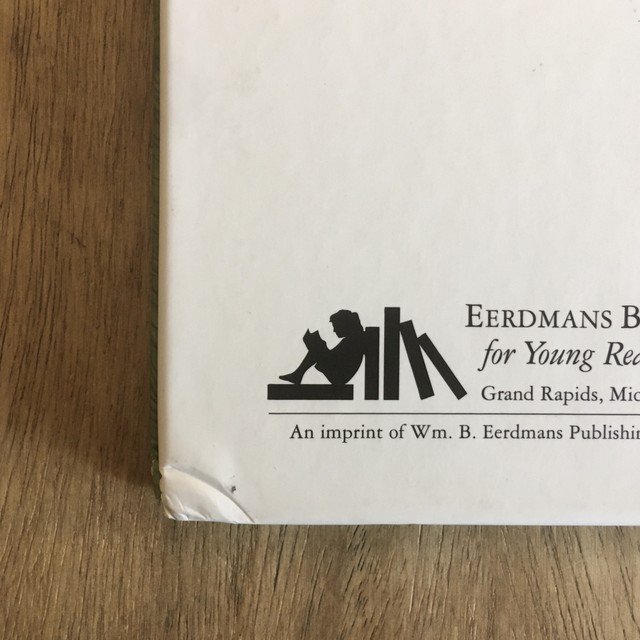 EERDMANS B
for Young Rea
Grand Rapids, Mic
An imprint of Wm. B. Eerdmans Publishin